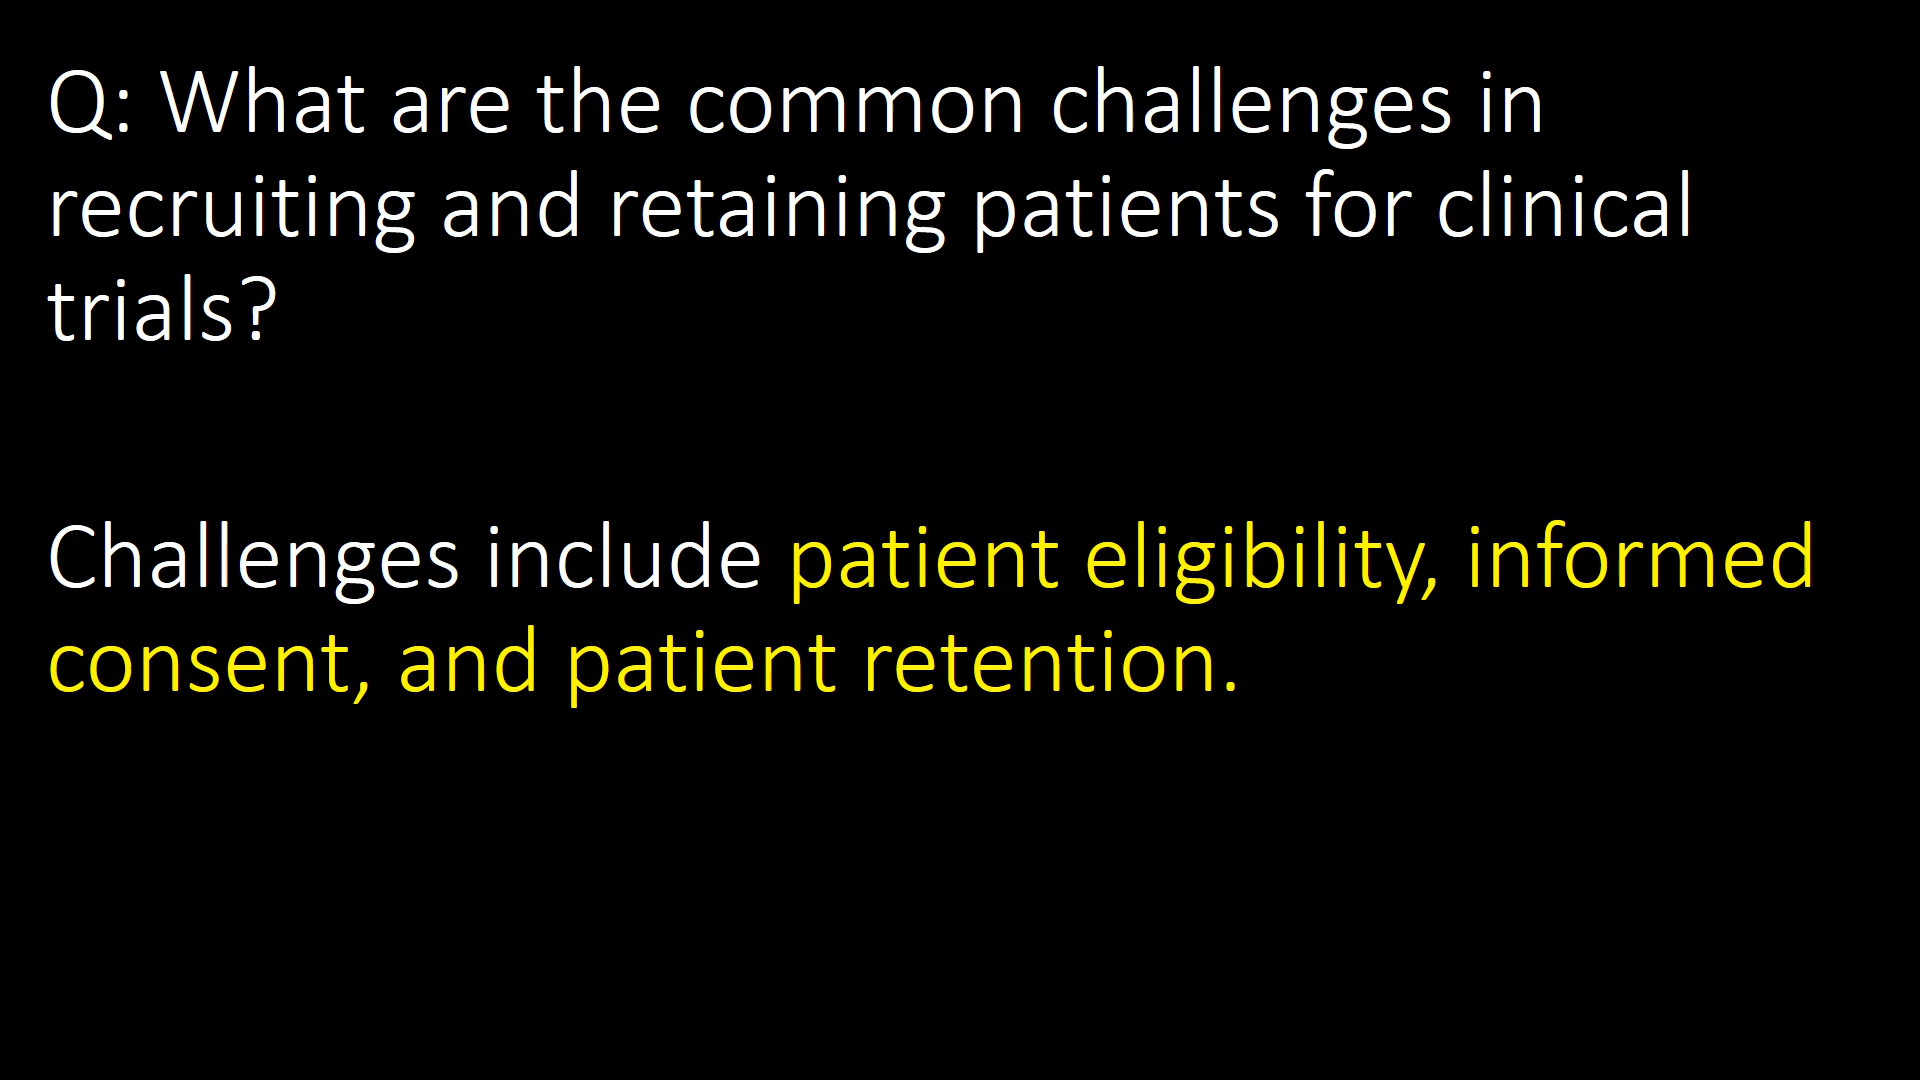 Q: What are the common challenges in
recruiting and retaining patients for clinical
trials?
Challenges include patient eligibility, informed
consent, and patient retention.